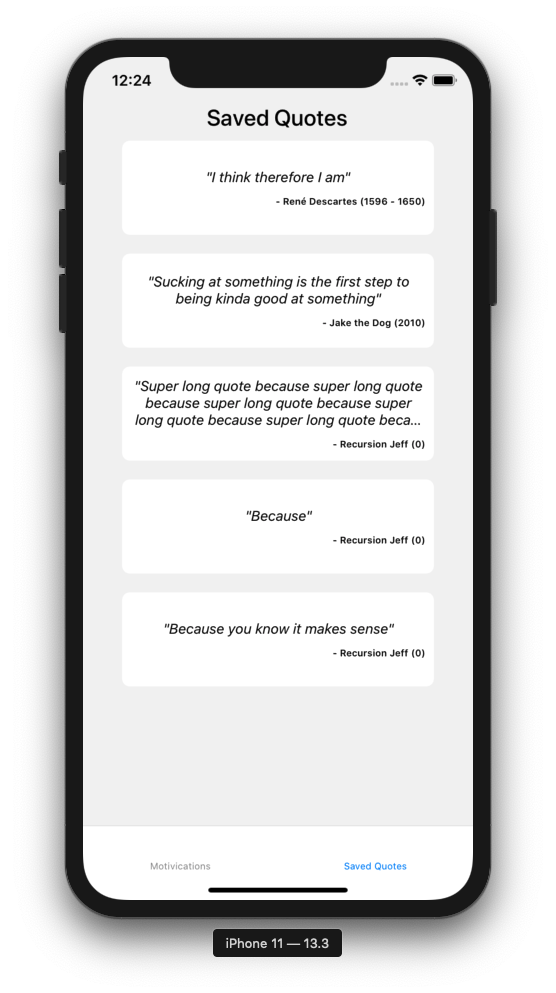 12:24
Saved Quotes
"I think therefore I am"
- René Descartes (1596 - 1650)
"Sucking at something is the first step to
being kinda good at something"
- Jake the Dog (2010)
"Super long quote because super long quote
because super long quote because super
long quote because super long quote beca...
- Recursion Jeff (0)
"Because"
- Recursion Jeff (0)
"Because you know it makes sense"
- Recursion Jeff (0)
Motivications
Saved Quotes
iPhone 11 — 13.3